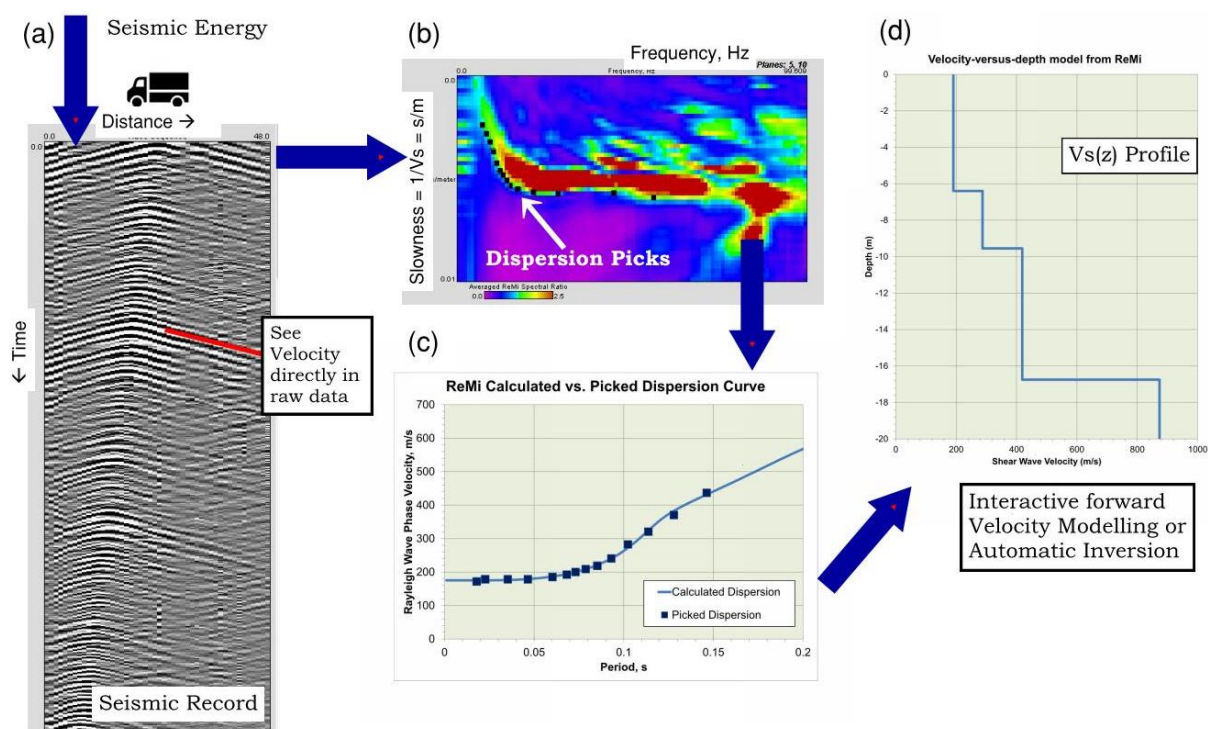 (a)
Seismic Energy
Distance →
0.0
48.0
0.0
← Time
See
Velocity
directly in
raw data
Seismic Record
(b)
Frequency, Hz
Planes: 5, 10
0.0
Frequency, Hz
0.0
Slowness = 1/Vs = s/m
0.01
Dispersion Picks
Averaged ReMi Spectral Ratio
0.0
2.5
(c)
ReMi Calculated vs. Picked Dispersion Curve
700
600
500
400
300
200
100
0
Rayleigh Wave Phase Velocity, m/s
Calculated Dispersion
Picked Dispersion
0
0.05
0.1
0.15
0.2
Period, s
(d)
Velocity-versus-depth model from ReMi
0
-2
-4
-6
-8
-10
-12
-14
-16
-18
-20
Depth (m)
Vs(z) Profile
0
200
400
600
800
1000
Shear Wave Velocity (m/s)
Interactive forward
Velocity Modelling or
Automatic Inversion